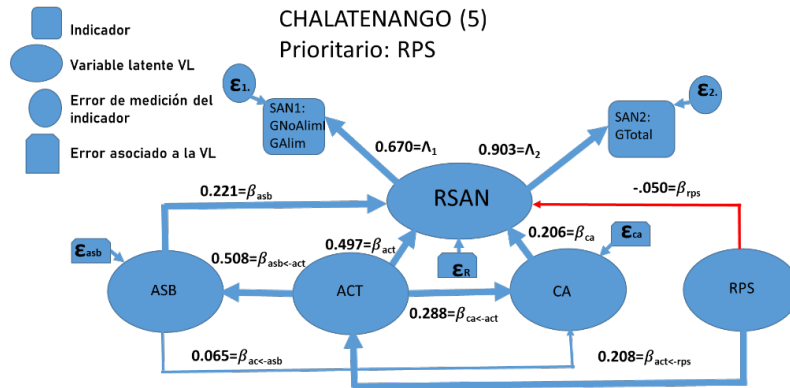 CHALATENANGO (5)
Prioritario: RPS
Indicador
Variable latente VL
Error de medición del
indicador
Error asociado a la VL
ε1.
SAN1:
GNoAlimI
GAlim
ε2.
SAN2:
GTotal
0.670=Λ1
0.903=Λ2
RSAN
0.221=βasb
-.050=βrps
0.497=βact
0.206=βca
εasb
εca
0.508=βasb<-act
εR
ASB
ACT
CA
RPS
0.288=βca<-act
0.065=βac<-asb
0.208=βact<-rps